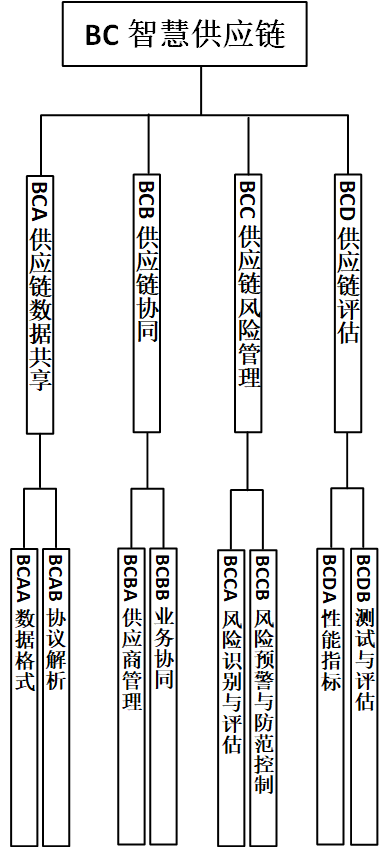 BC 智慧供应链
BCA 供应链数据共享
BCB 供应链协同
BCC 供应链风险管理
BCD 供应链评估
BCAA 数据格式
BCAB 协议解析
BCBA 供应商管理
BCBB 业务协同
BCCA 风险识别与评估
BCCB 风险预警与防范控制
BCDA 性能指标
BCDB 测试与评估